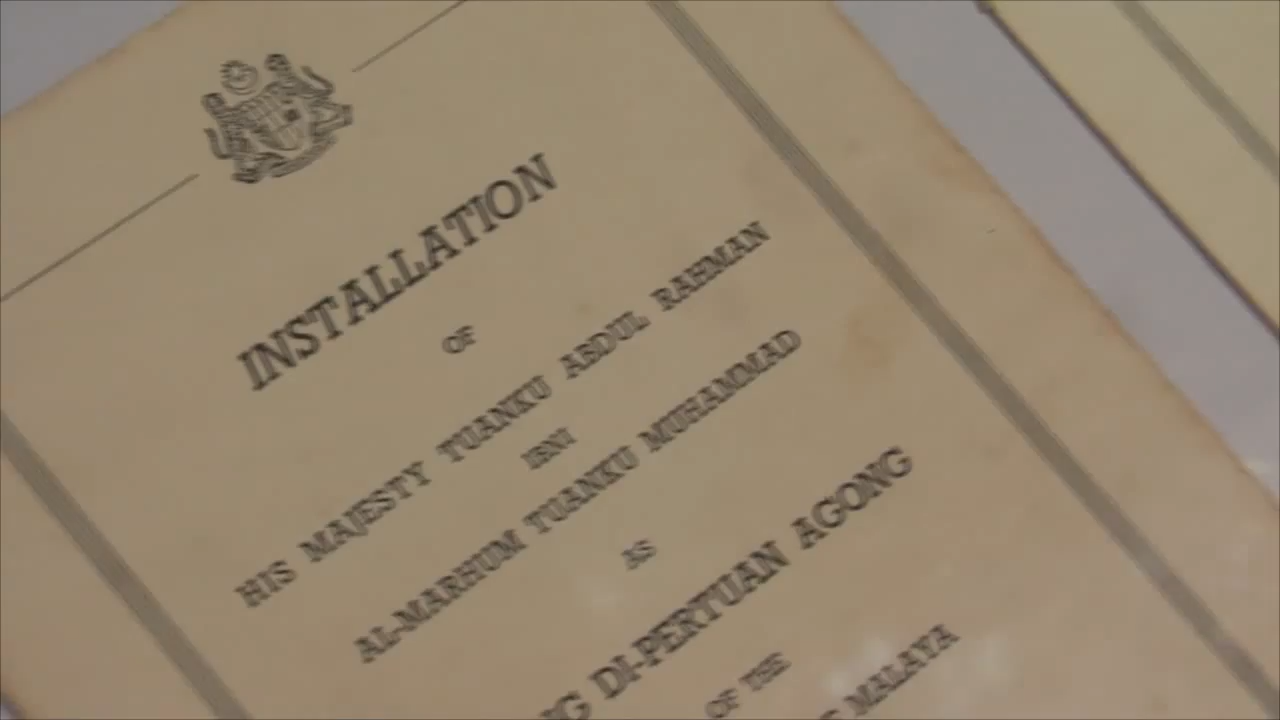 INSTALLATION
OF
HIS MAJESTY TUANKU ABDUL RAHMAN
IBNI
AL-MARHUM TUANKU MUHAMMAD
AS
DI-PERTUAN AGONG
OF THE
MALAYA